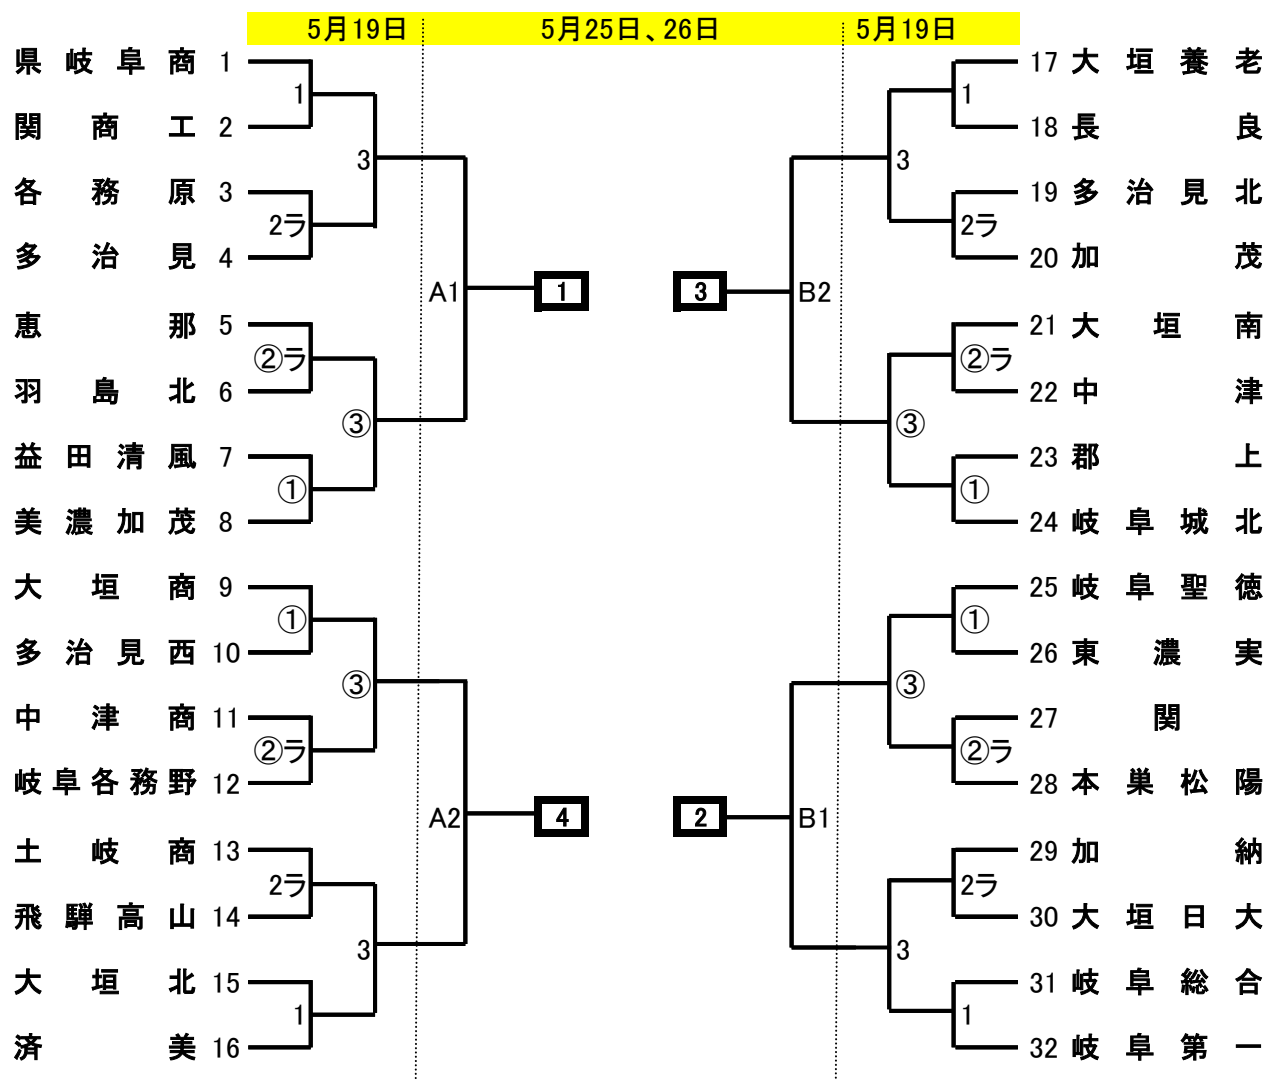 5月19日 5月25日、26日 5月19日
県岐阜商 1 17 大垣養老
1 1
関商工 2 18 長良
3 3
各務原 3 19 多治見北
2ラ 2ラ
多治見 4 20 加茂
A1 1 3 B2
恵那 5 21 大垣南
②ラ ②ラ
羽島北 6 22 中津
③ ③
益田清風 7 23 郡上
① ①
美濃加茂 8 24 岐阜城北
大垣商 9 25 岐阜聖徳
① ①
多治見西 10 26 東濃実
③ ③
中津商 11 27 関
②ラ ②ラ
岐阜各務野 12 28 本巣松陽
A2 4 2 B1
土岐商 13 29 加納
2ラ 2ラ
飛騨高山 14 30 大垣日大
3 3
大垣北 15 31 岐阜総合
1 1
済美 16 32 岐阜第一